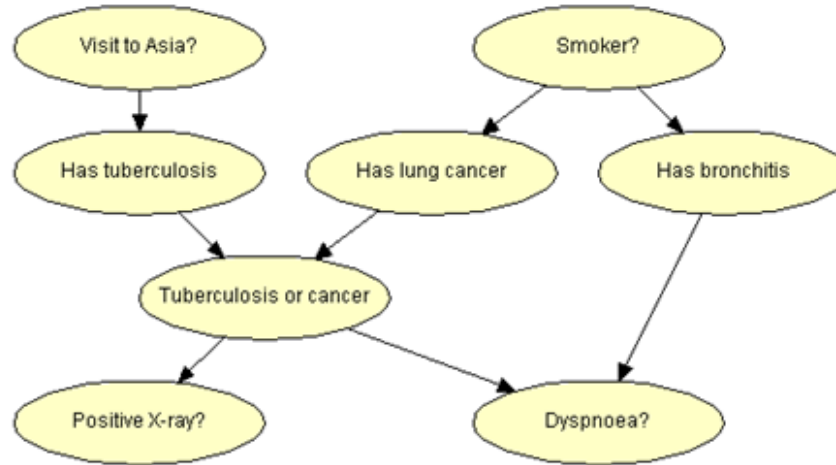 Visit to Asia?
Smoker?
Has tuberculosis
Has lung cancer
Has bronchitis
Tuberculosis or cancer
Positive X-ray?
Dyspnoea?